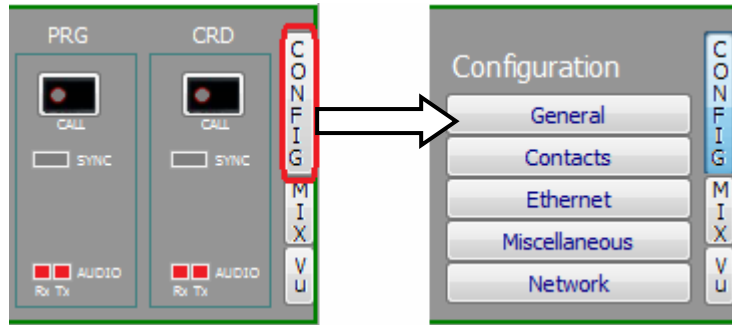 PRG CRD
CALL CALL
SYNC SYNC
AUDIO AUDIO
Rx Tx Rx Tx
CONFIG
MIX
Vu
Configuration
General
Contacts
Ethernet
Miscellaneous
Network
CONFIG
MIX
Vu